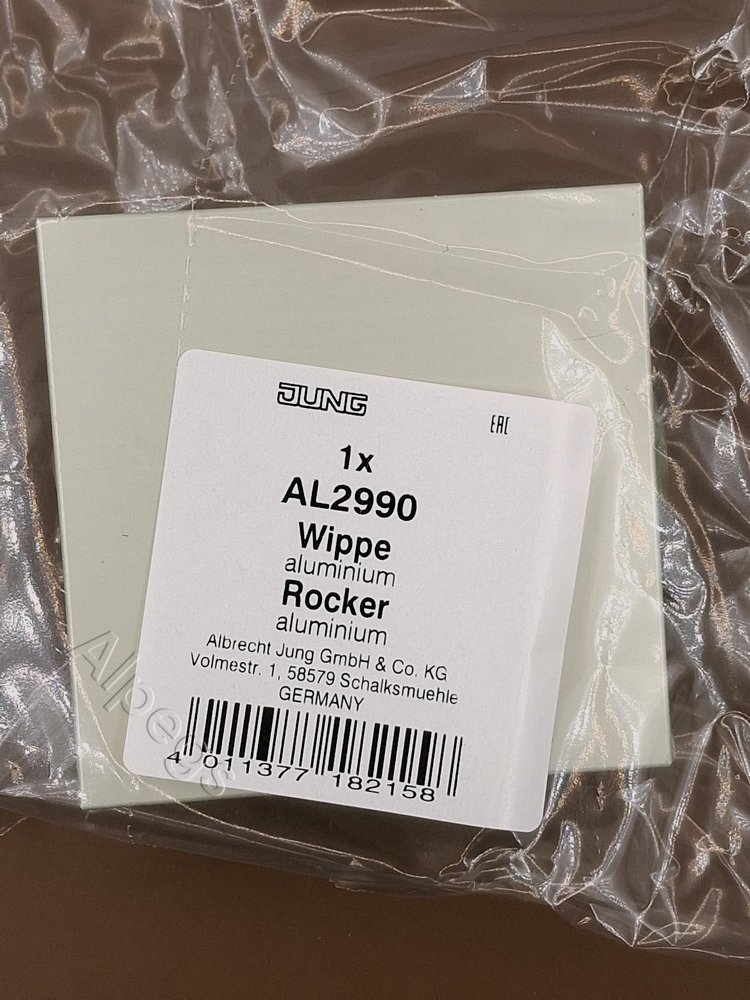 JUNG
EAC
1x
AL2990
Wippe
aluminium
Rocker
aluminium
Albrecht Jung GmbH & Co. KG
Volmestr. 1, 58579 Schalksmuehle
GERMANY
4 011377 182158
Alpeqs